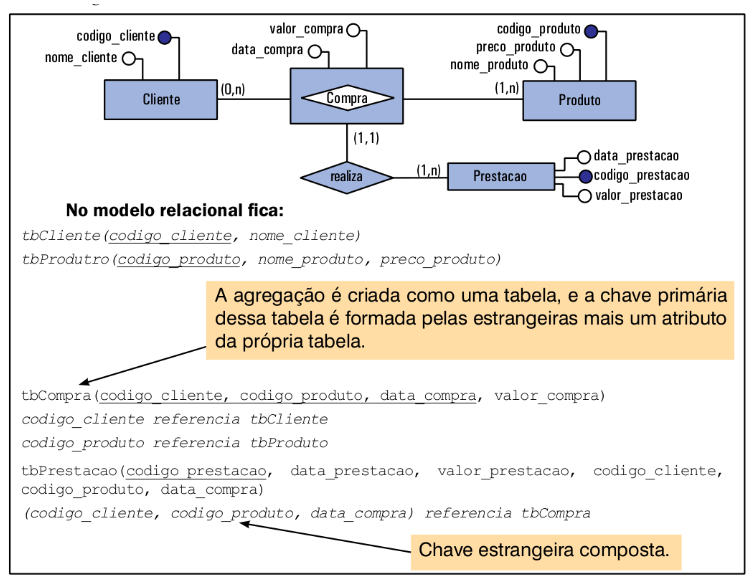 codigo_cliente
nome_cliente
valor_compra
data_compra
codigo_produto
preco_produto
nome_produto
Cliente
(0,n)
Compra
(1,n)
Produto
(1,1)
realiza
(1,n)
Prestacao
data_prestacao
codigo_prestacao
valor_prestacao
No modelo relacional fica:
tbCliente(codigo_cliente, nome_cliente)
tbProdutro(codigo_produto, nome_produto, preco_produto)
A agregação é criada como uma tabela, e a chave primária
dessa tabela é formada pelas estrangeiras mais um atributo
da própria tabela.
tbCompra(codigo_cliente, codigo_produto, data_compra, valor_compra)
codigo_cliente referencia tbCliente
codigo_produto referencia tbProduto
tbPrestacao(codigo_prestacao, data_prestacao, valor_prestacao, codigo_cliente,
codigo_produto, data_compra)
(codigo_cliente, codigo_produto, data_compra) referencia tbCompra
Chave estrangeira composta.